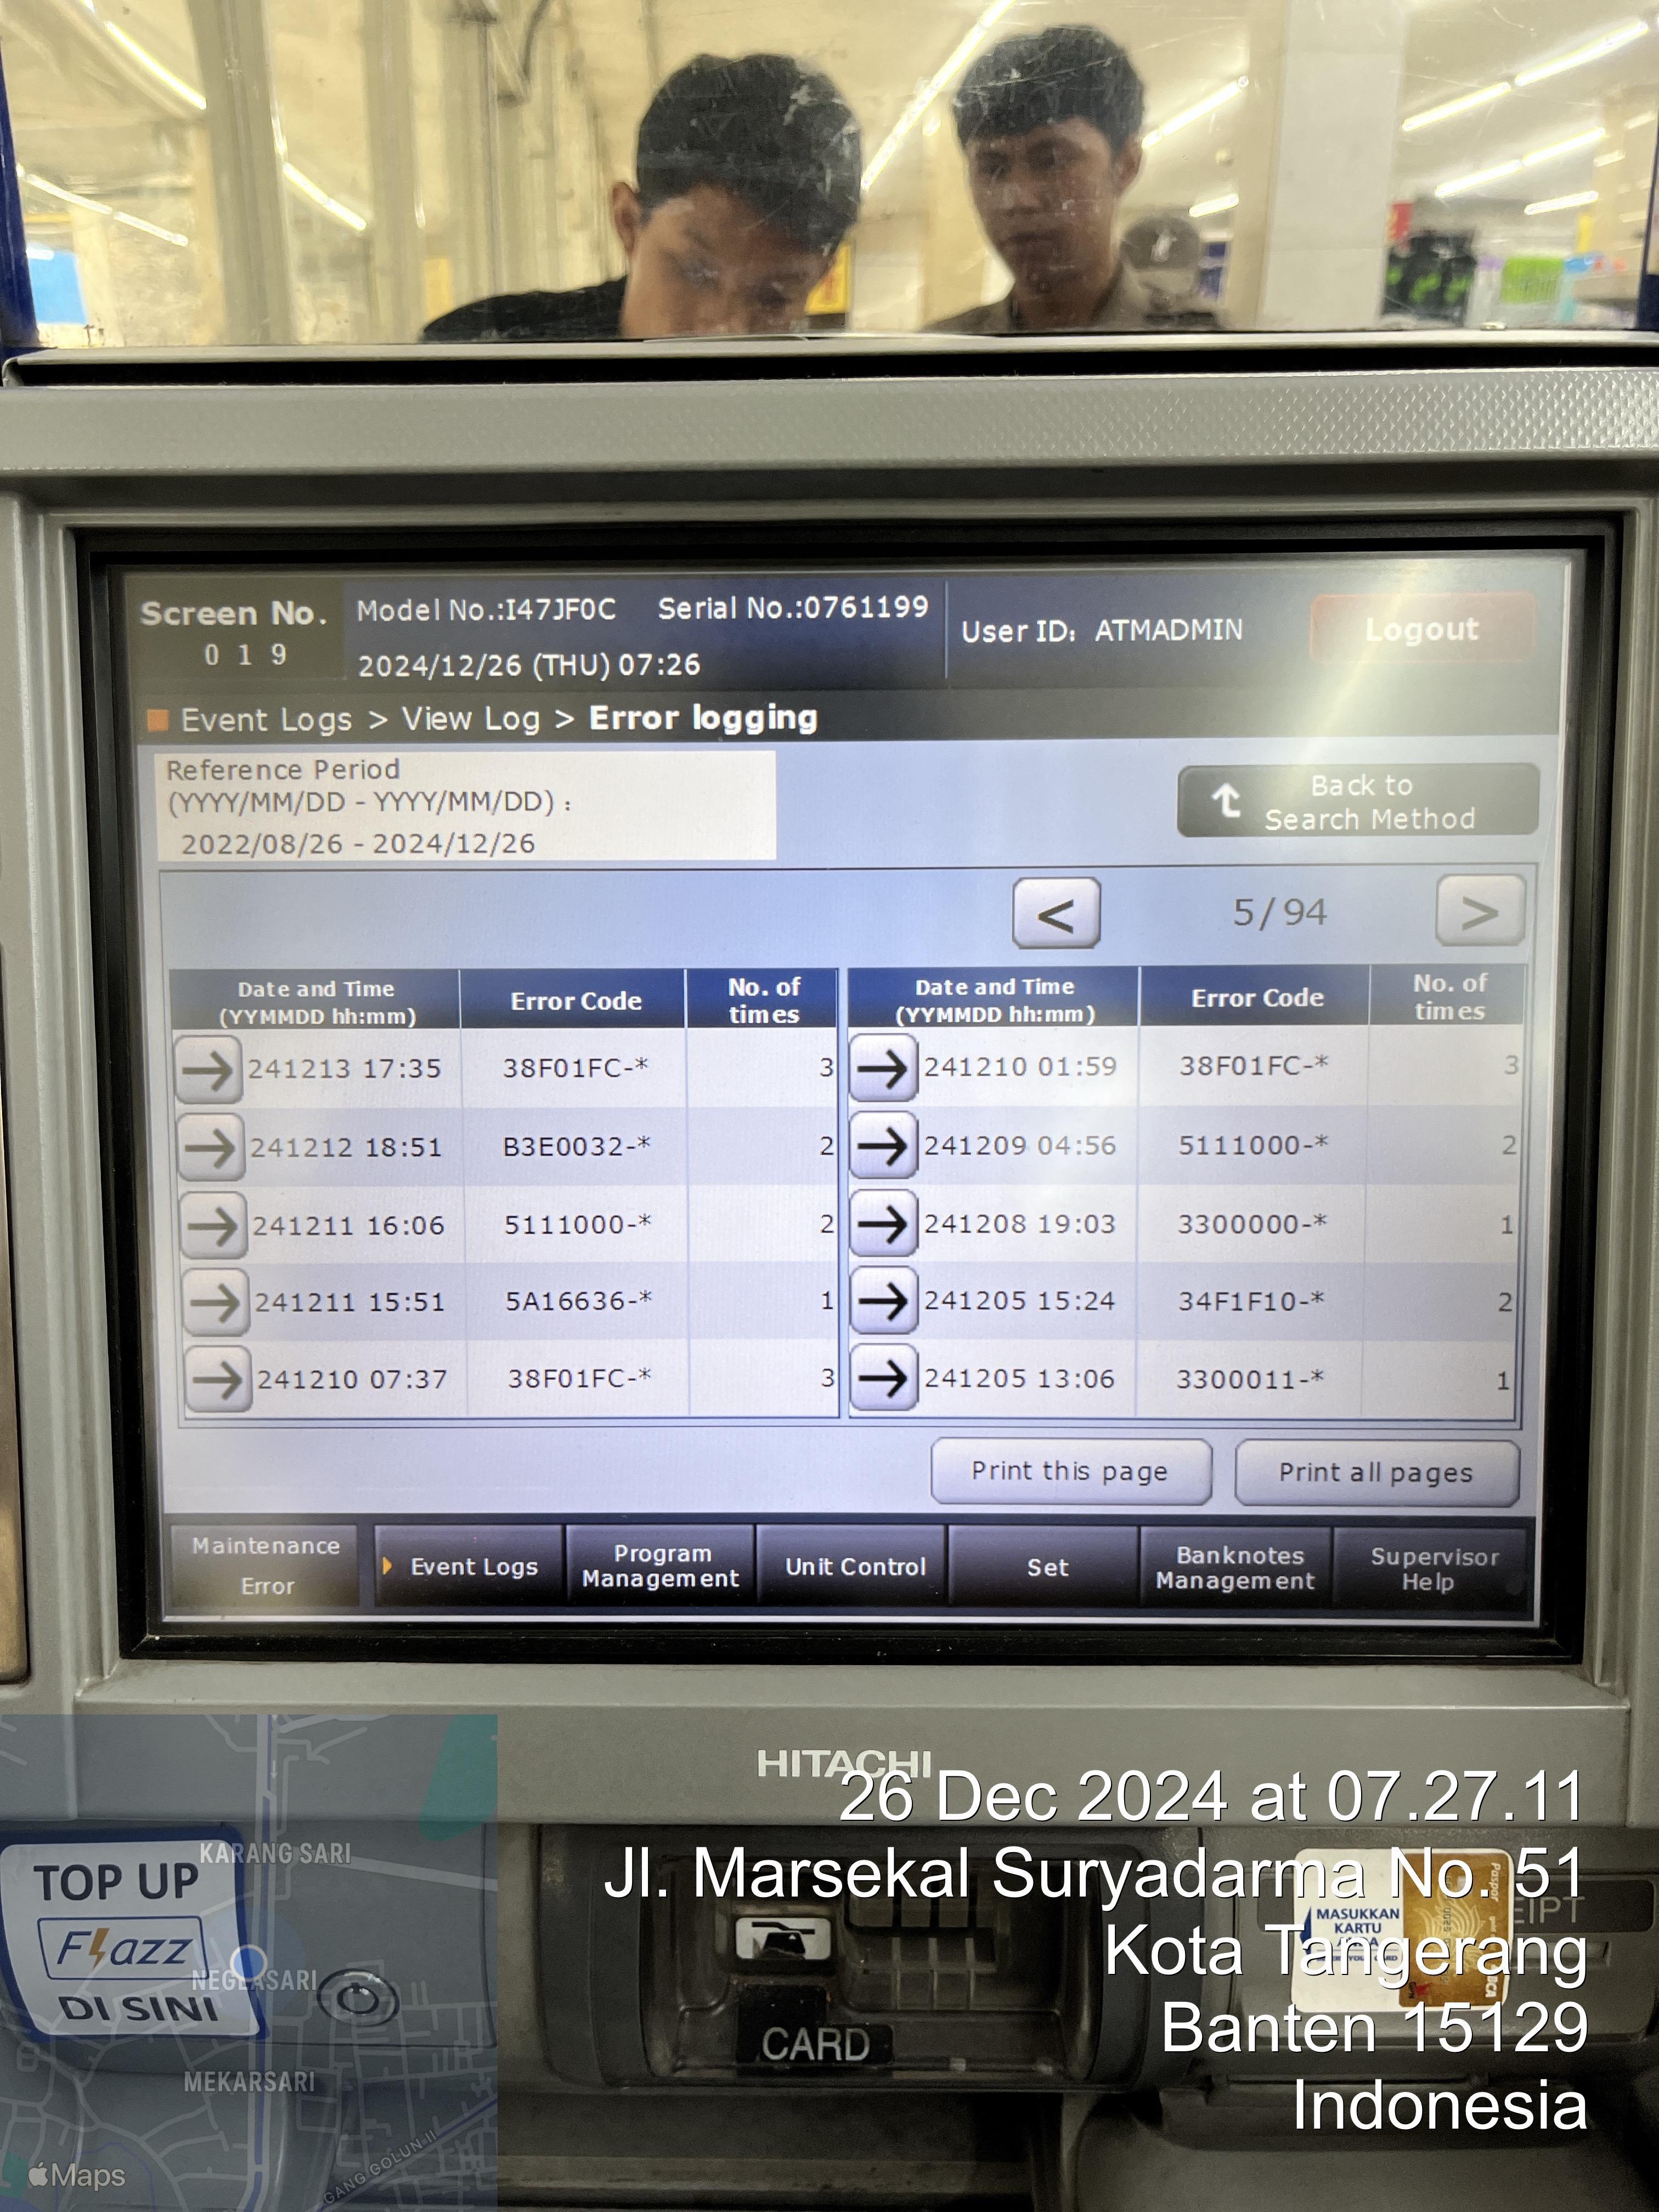 Screen No.
019
Model No.:I47JF0C Serial No.:0761199
2024/12/26 (THU) 07:26
User ID: ATMADMIN
Logout
Event Logs > View Log > Error logging
Reference Period
(YYYY/MM/DD - YYYY/MM/DD) :
2022/08/26 - 2024/12/26
Back to
Search Method
< 5/94 >
Date and Time
(YYMMDD hh:mm)
Error Code
No. of
times
241213 17:35 38F01FC-* 3
241212 18:51 B3E0032-* 2
241211 16:06 5111000-* 2
241211 15:51 5A16636-* 1
241210 07:37 38F01FC-* 3
Date and Time
(YYMMDD hh:mm)
Error Code
No. of
times
241210 01:59 38F01FC-* 3
241209 04:56 5111000-* 2
241208 19:03 3300000-* 1
241205 15:24 34F1F10-* 2
241205 13:06 3300011-* 1
Print this page
Print all pages
Maintenance
Error
Event Logs
Program
Management
Unit Control
Set
Banknotes
Management
Supervisor
Help
HITACHI
26 Dec 2024 at 07.27.11
Jl. Marsekal Suryadarma No. 51
Kota Tangerang
Banten 15129
Indonesia
KARANG SARI
NEGLASARI
MEKARSARI
GANG GOLUN II
Maps
TOP UP
Flazz
DI SINI
CARD
MASUKKAN
KARTU
Paspor
BCA